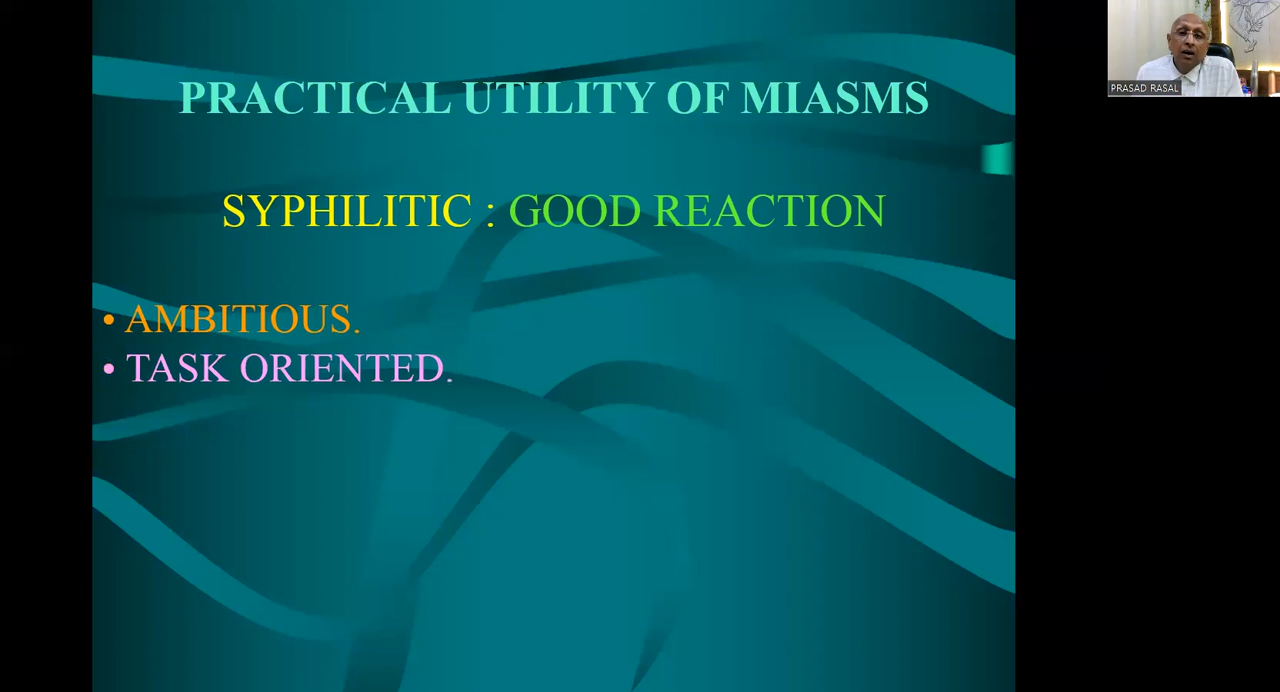 PRACTICAL UTILITY OF MIASMS
SYPHILITIC : GOOD REACTION
• AMBITIOUS.
• TASK ORIENTED.
PRASAD RASAL